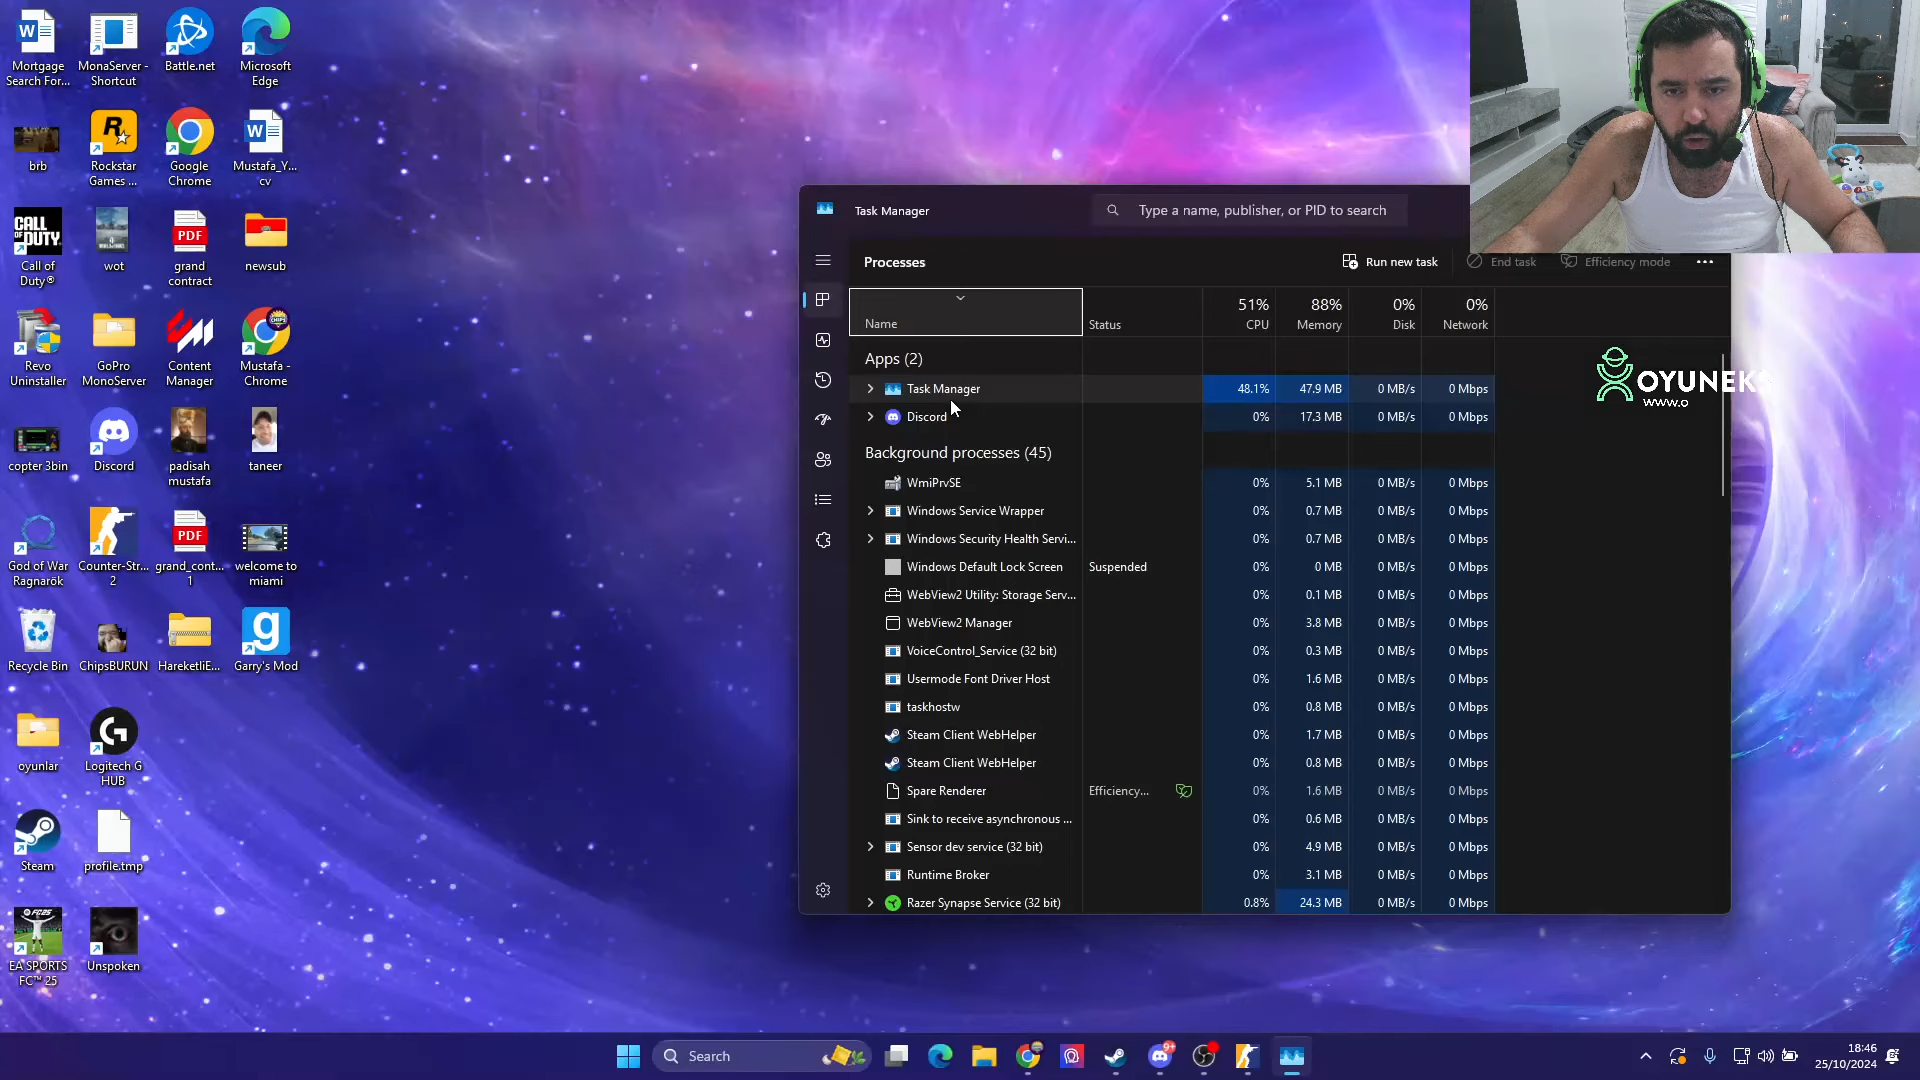 Mortgage
Search For...
MonaServer -
Shortcut
Battle.net
Microsoft
Edge
brb
Rockstar
Games ...
Google
Chrome
Mustafa_Y...
cv
CALL OF DUTY
Call of
Duty®
wot
PDF
grand
contract
newsub
Revo
Uninstaller
GoPro
MonoServer
Content
Manager
CHIPS
Mustafa -
Chrome
copter 3bin
Discord
padisah
mustafa
taneer
God of War
Ragnarök
Counter-Str...
2
PDF
grand_cont...
1
welcome to
miami
Recycle Bin
ChipsBURUN
HareketliE...
Garry's Mod
oyunlar
Logitech G
HUB
Steam
profile.tmp
FC25
EA SPORTS
FC™ 25
Unspoken
Task Manager
Type a name, publisher, or PID to search
Processes
Run new task
End task
Efficiency mode
Name
Status
51%
CPU
88%
Memory
0%
Disk
0%
Network
Apps (2)
Task Manager 48.1% 47.9 MB 0 MB/s 0 Mbps
Discord 0% 17.3 MB 0 MB/s 0 Mbps
Background processes (45)
WmiPrvSE 0% 5.1 MB 0 MB/s 0 Mbps
Windows Service Wrapper 0% 0.7 MB 0 MB/s 0 Mbps
Windows Security Health Servi... 0% 0.7 MB 0 MB/s 0 Mbps
Windows Default Lock Screen Suspended 0% 0 MB 0 MB/s 0 Mbps
WebView2 Utility: Storage Serv... 0% 0.1 MB 0 MB/s 0 Mbps
WebView2 Manager 0% 3.8 MB 0 MB/s 0 Mbps
VoiceControl_Service (32 bit) 0% 0.3 MB 0 MB/s 0 Mbps
Usermode Font Driver Host 0% 1.6 MB 0 MB/s 0 Mbps
taskhostw 0% 0.8 MB 0 MB/s 0 Mbps
Steam Client WebHelper 0% 1.7 MB 0 MB/s 0 Mbps
Steam Client WebHelper 0% 0.8 MB 0 MB/s 0 Mbps
Spare Renderer Efficiency... 0% 1.6 MB 0 MB/s 0 Mbps
Sink to receive asynchronous ... 0% 0.6 MB 0 MB/s 0 Mbps
Sensor dev service (32 bit) 0% 4.9 MB 0 MB/s 0 Mbps
Runtime Broker 0% 3.1 MB 0 MB/s 0 Mbps
Razer Synapse Service (32 bit) 0.8% 24.3 MB 0 MB/s 0 Mbps
OYUNEKS
WWW.O
Search
9+
18:46
25/10/2024